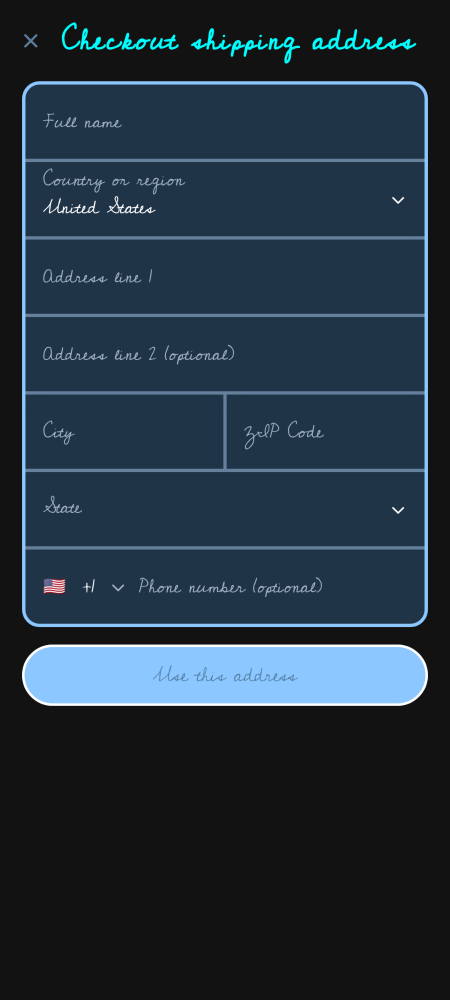 Checkout shipping address
Full name
Country or region
United States
Address line 1
Address line 2 (optional)
City
ZIP Code
State
+1
Phone number (optional)
Use this address